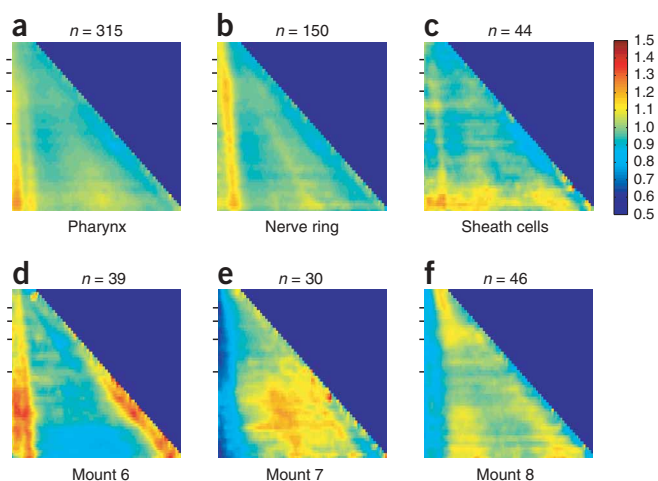 a
n = 315
b
n = 150
c
n = 44
1.5
1.4
1.3
1.2
1.1
1.0
0.9
0.8
0.7
0.6
0.5
Pharynx
Nerve ring
Sheath cells
d
n = 39
e
n = 30
f
n = 46
Mount 6
Mount 7
Mount 8